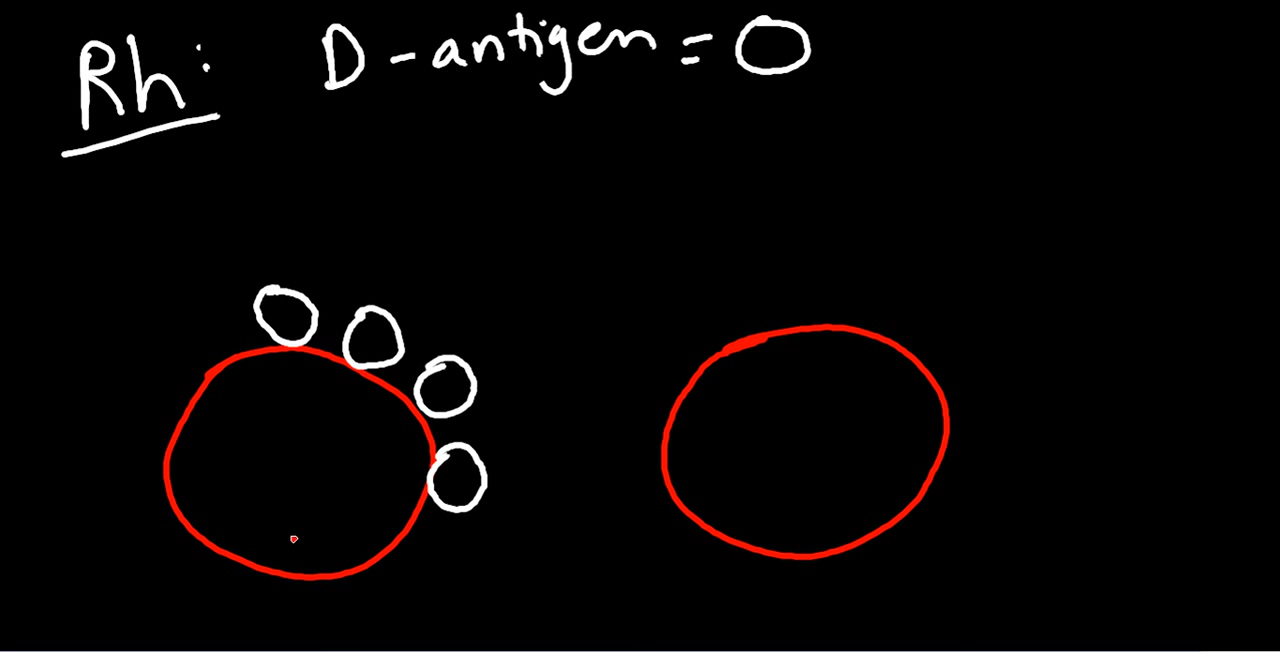 Rh: D-antigen =